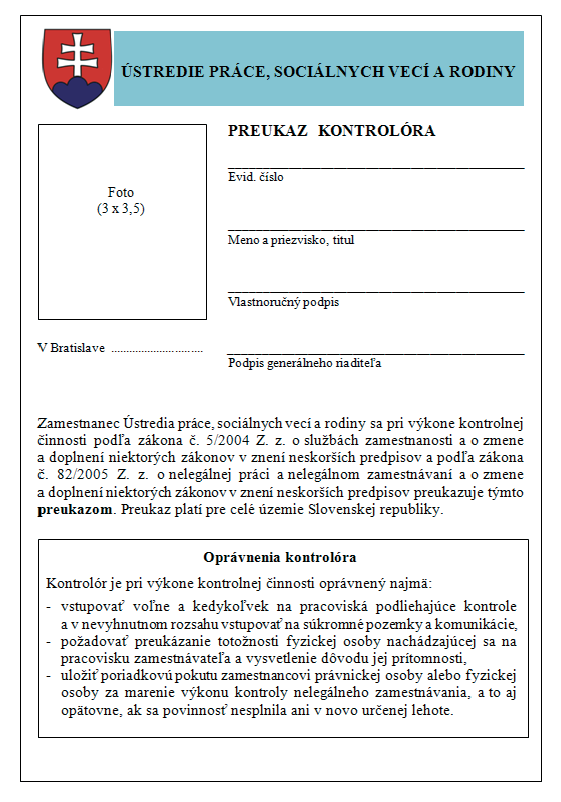 ÚSTREDIE PRÁCE, SOCIÁLNYCH VECÍ A RODINY
PREUKAZ KONTROLÓRA
Evid. číslo
Foto
(3 x 3,5)
Meno a priezvisko, titul
Vlastnoručný podpis
V Bratislave ...............................
Podpis generálneho riaditeľa
Zamestnanec Ústredia práce, sociálnych vecí a rodiny sa pri výkone kontrolnej
činnosti podľa zákona č. 5/2004 Z. z. o službách zamestnanosti a o zmene
a doplnení niektorých zákonov v znení neskorších predpisov a podľa zákona
č. 82/2005 Z. z. o nelegálnej práci a nelegálnom zamestnávaní a o zmene
a doplnení niektorých zákonov v znení neskorších predpisov preukazuje týmto
preukazom. Preukaz platí pre celé územie Slovenskej republiky.
Oprávnenia kontrolóra
Kontrolór je pri výkone kontrolnej činnosti oprávnený najmä:
- vstupovať voľne a kedykoľvek na pracoviská podliehajúce kontrole
a v nevyhnutnom rozsahu vstupovať na súkromné pozemky a komunikácie,
- požadovať preukázanie totožnosti fyzickej osoby nachádzajúcej sa na
pracovisku zamestnávateľa a vysvetlenie dôvodu jej prítomnosti,
- uložiť poriadkovú pokutu zamestnancovi právnickej osoby alebo fyzickej
osoby za marenie výkonu kontroly nelegálneho zamestnávania, a to aj
opätovne, ak sa povinnosť nesplnila ani v novo určenej lehote.